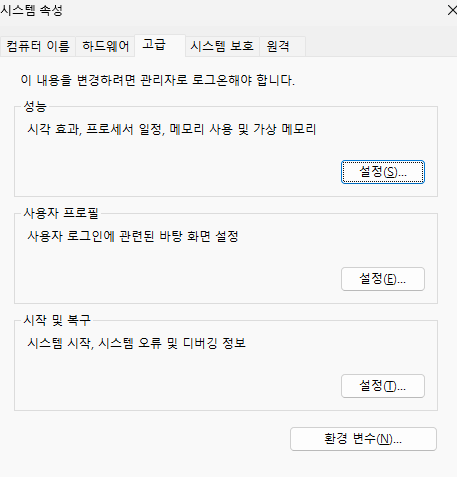 시스템 속성
컴퓨터 이름 하드웨어 고급 시스템 보호 원격
이 내용을 변경하려면 관리자로 로그온해야 합니다.
성능
시각 효과, 프로세서 일정, 메모리 사용 및 가상 메모리
설정(S)...
사용자 프로필
사용자 로그인에 관련된 바탕 화면 설정
설정(E)...
시작 및 복구
시스템 시작, 시스템 오류 및 디버깅 정보
설정(T)...
환경 변수(N)...